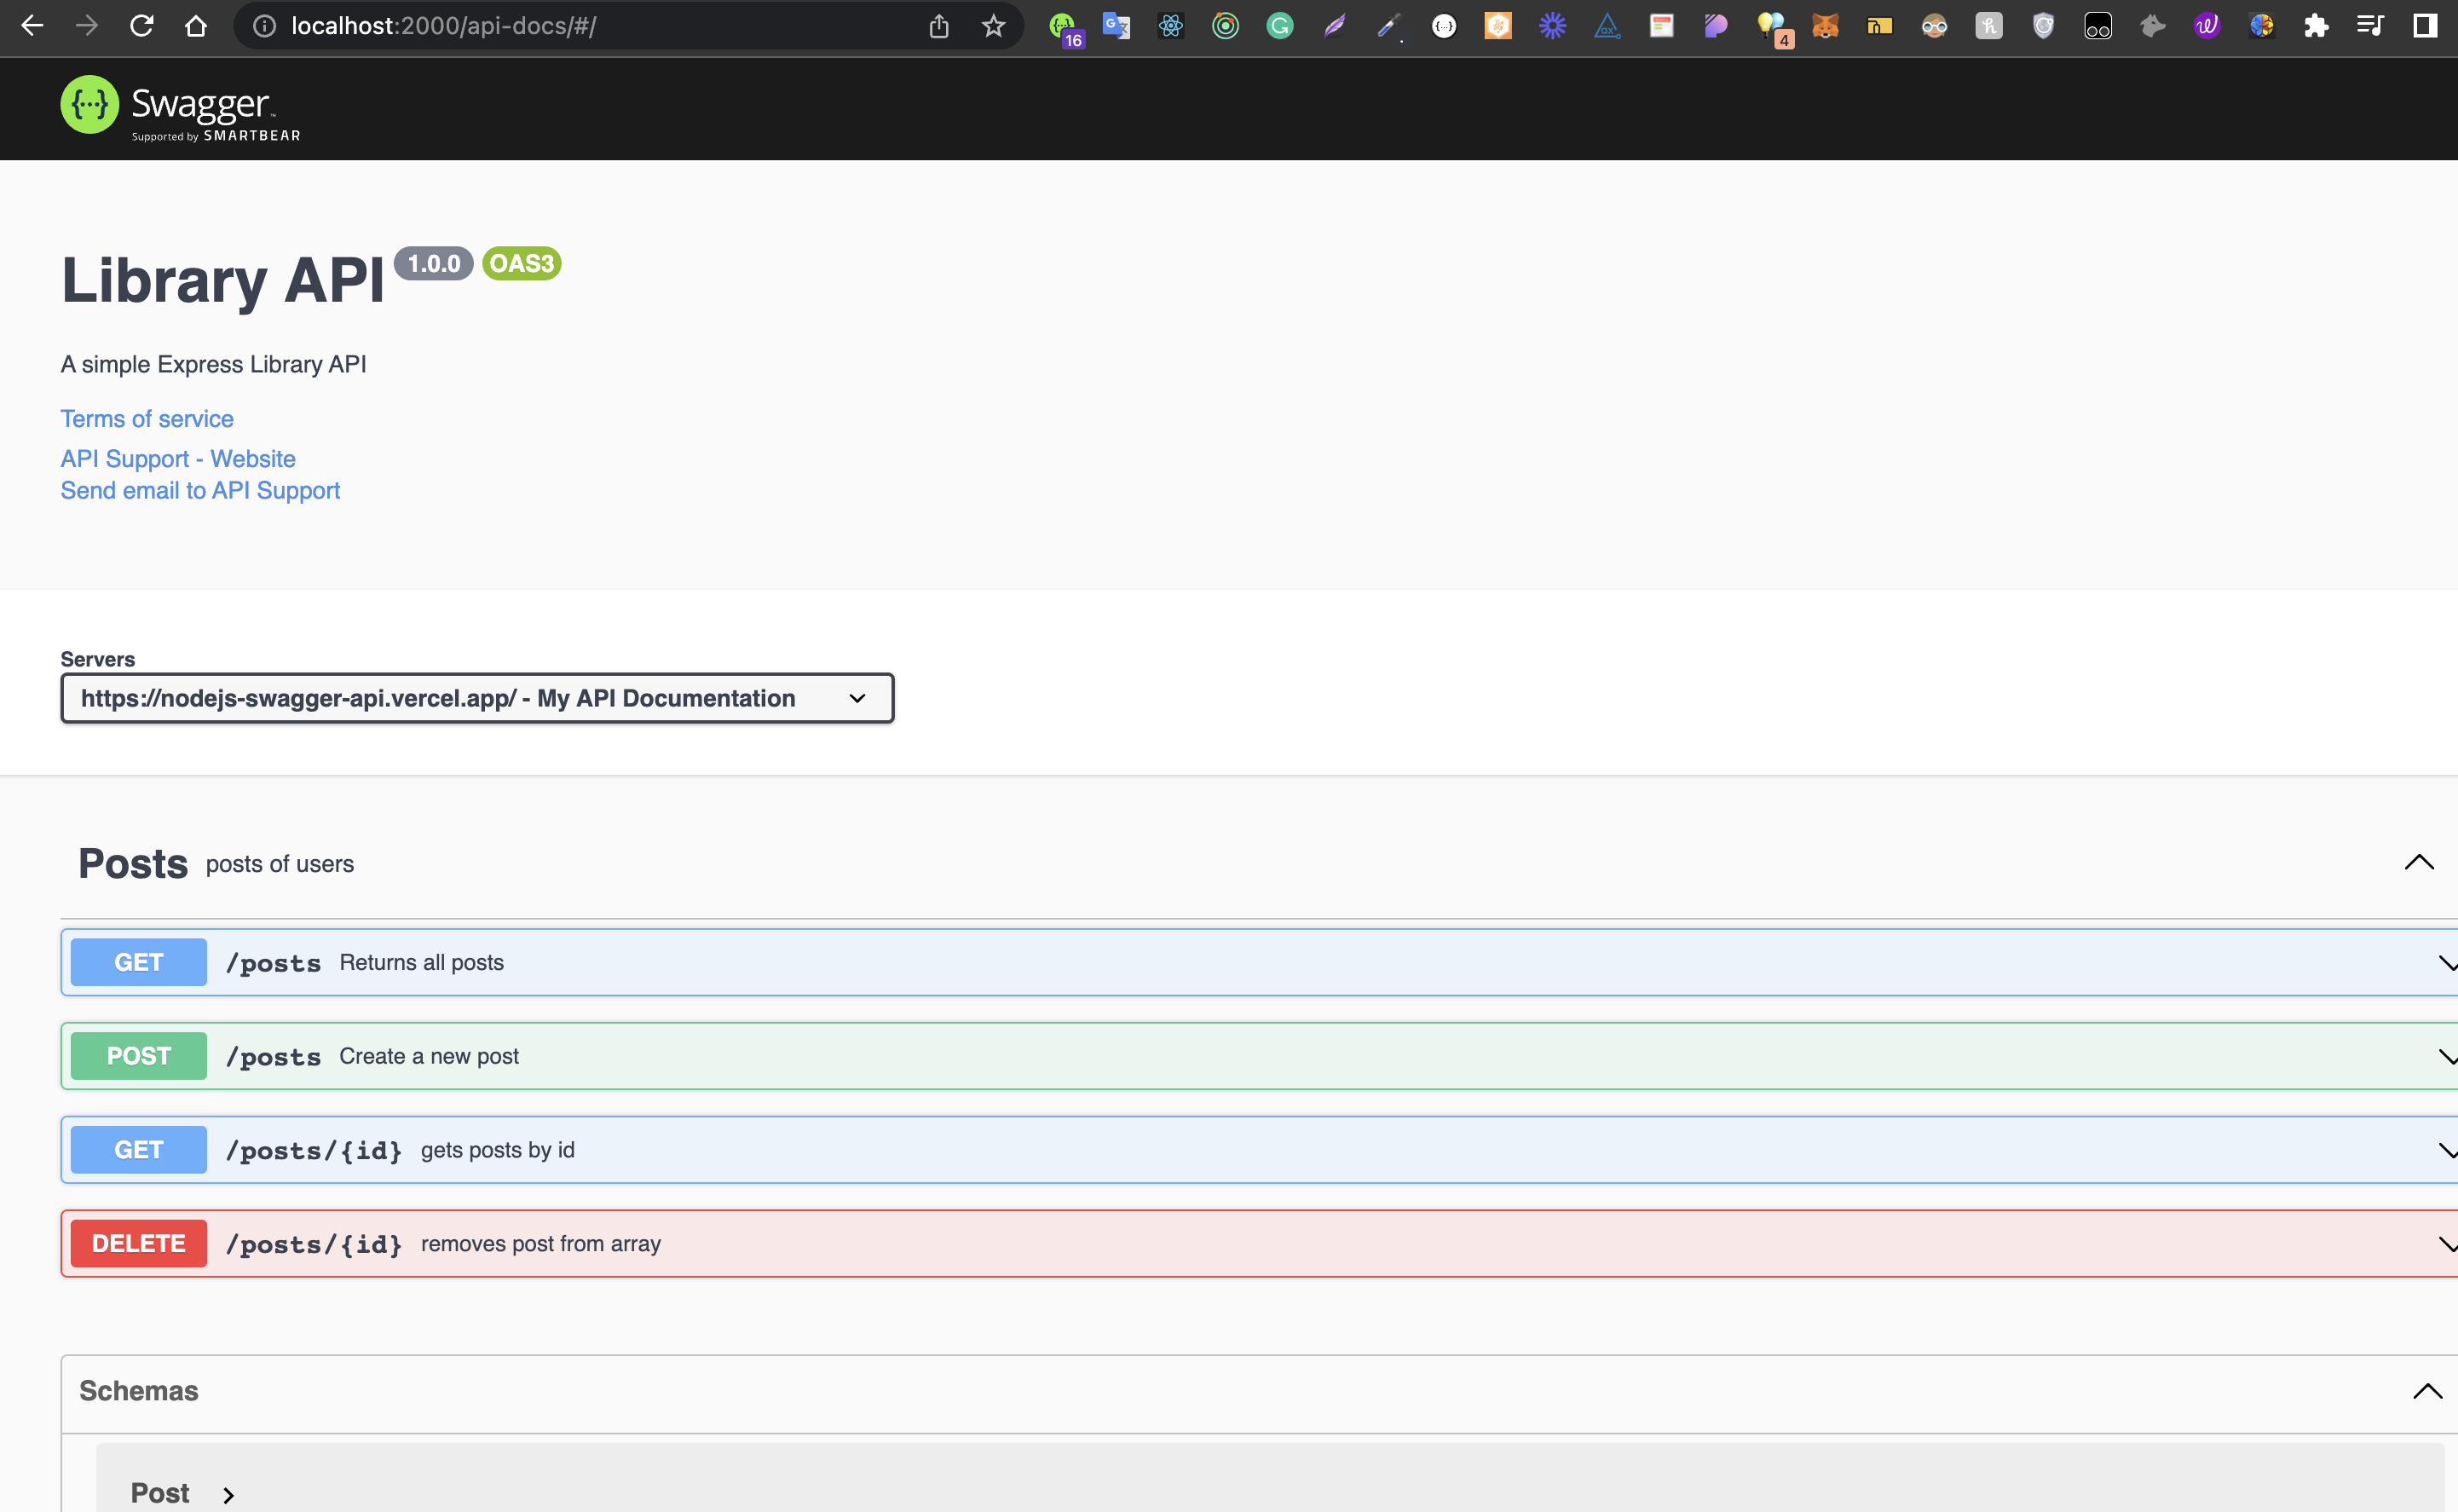 localhost:2000/api-docs/#/
16
4
{···} Swagger™
Supported by SMARTBEAR
Library API 1.0.0 OAS3
A simple Express Library API
Terms of service
API Support - Website
Send email to API Support
Servers
https://nodejs-swagger-api.vercel.app/ - My API Documentation
Posts posts of users
GET /posts Returns all posts
POST /posts Create a new post
GET /posts/{id} gets posts by id
DELETE /posts/{id} removes post from array
Schemas
Post